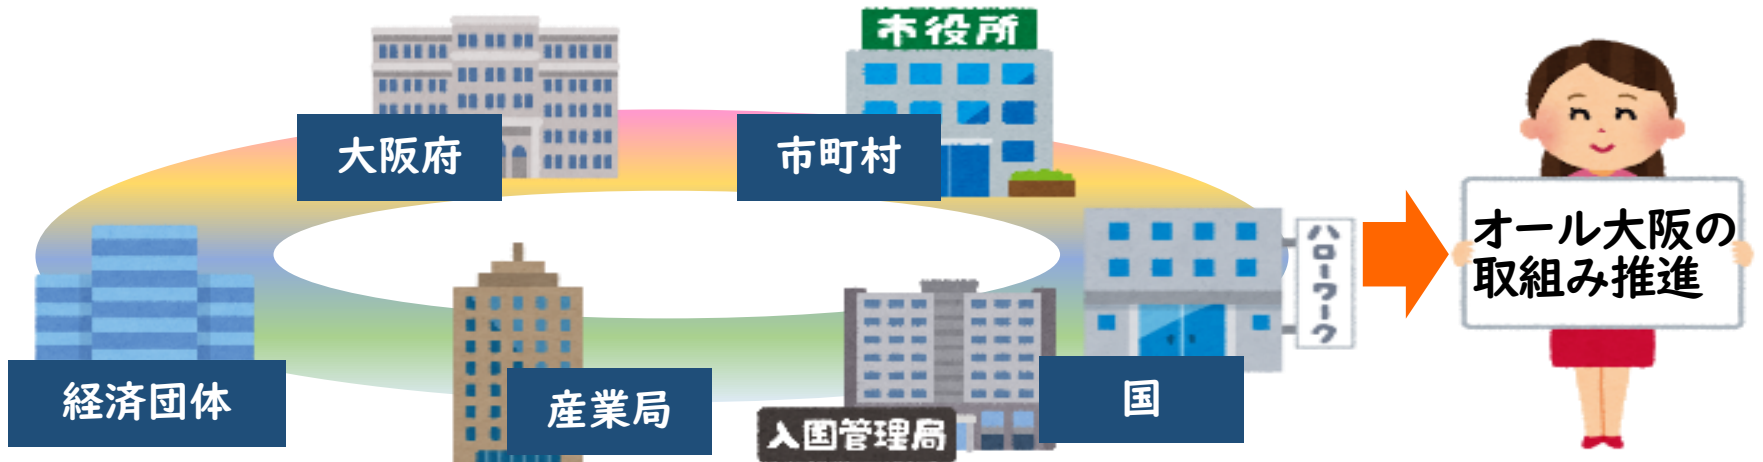 市役所
大阪府
市町村
ハローワーク
オール大阪の
取組み推進
経済団体
産業局
入国管理局
国